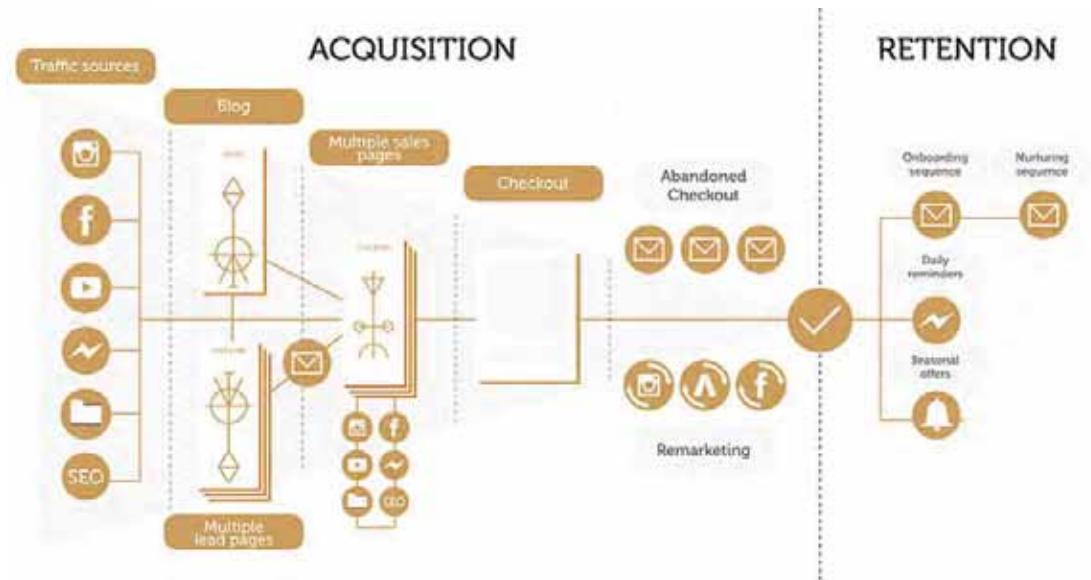 ACQUISITION
RETENTION
Traffic sources
Blog
Multiple sales
pages
Checkout
Abandoned
Checkout
Onboarding
sequence
Nurturing
sequence
Daily
reminders
Seasonal
offers
SEO
SEO
Remarketing
Multiple
lead pages